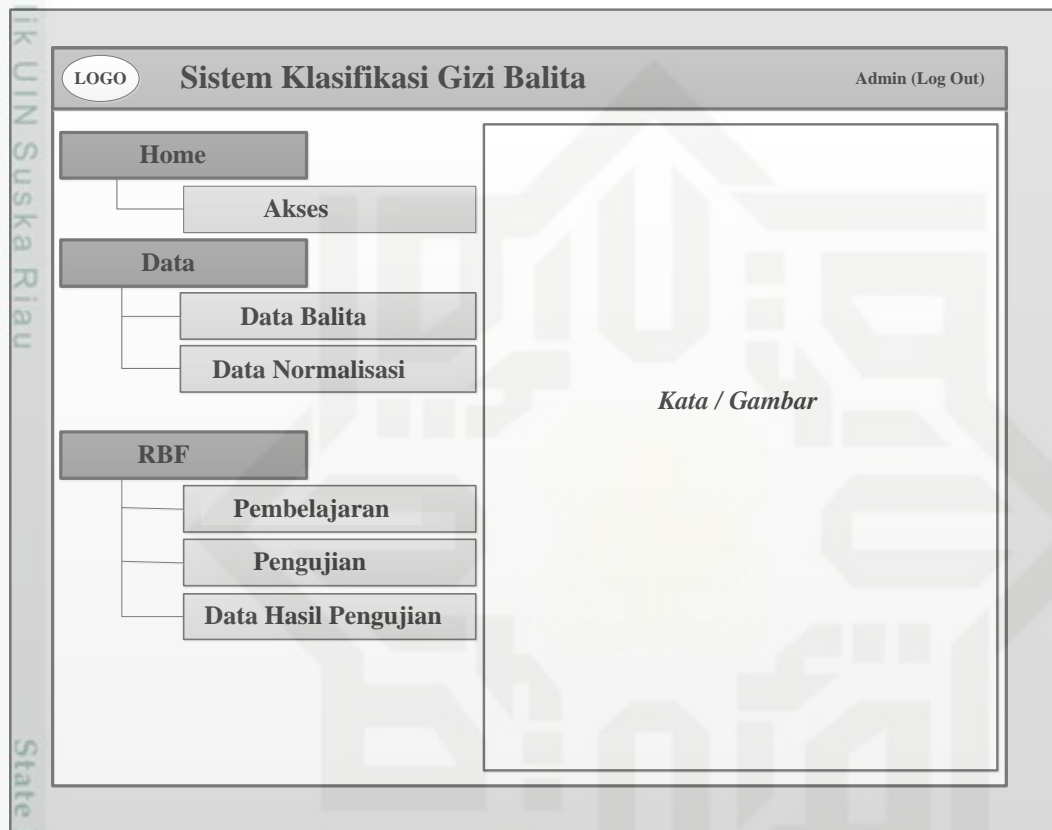 LOGO
Sistem Klasifikasi Gizi Balita
Admin (Log Out)
Home
Akses
Data
Data Balita
Data Normalisasi
RBF
Pembelajaran
Pengujian
Data Hasil Pengujian
Kata / Gambar
lik UIN Suska Riau
State